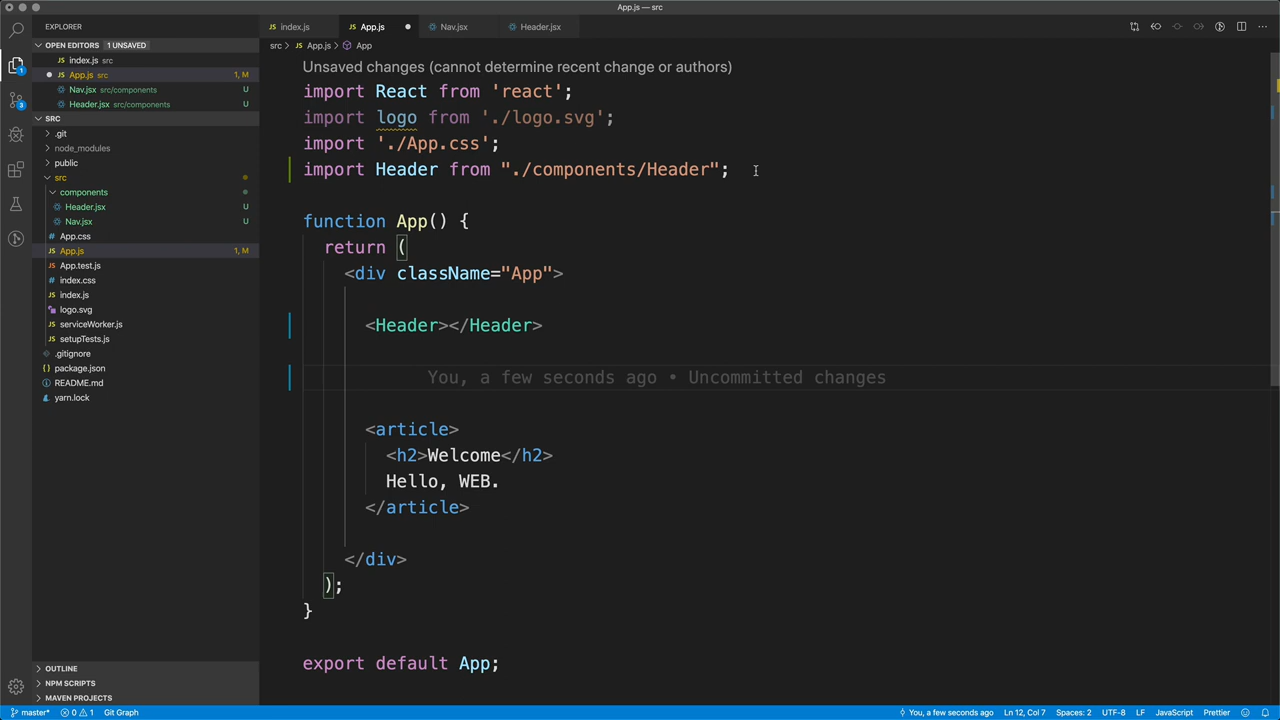 App.js — src
EXPLORER
index.js
App.js
Nav.jsx
Header.jsx
src > App.js > App
OPEN EDITORS 1 UNSAVED
index.js src
App.js 1, M
Nav.jsx src/components U
Header.jsx src/components U
SRC
.git
node_modules
public
src
components
Header.jsx U
Nav.jsx U
App.css
App.js 1, M
App.test.js
index.css
index.js
logo.svg
serviceWorker.js
setupTests.js
.gitignore
package.json
README.md
yarn.lock
1
3
Unsaved changes (cannot determine recent change or authors)
import React from 'react';
import logo from './logo.svg';
import './App.css';
import Header from "./components/Header";
function App() {
return (
<div className="App">
<Header></Header>
You, a few seconds ago • Uncommitted changes
<article>
<h2>Welcome</h2>
Hello, WEB.
</article>
</div>
);
}
export default App;
OUTLINE
NPM SCRIPTS
MAVEN PROJECTS
master* 0 1 Git Graph
You, a few seconds ago Ln 12, Col 7 Spaces: 2 UTF-8 LF JavaScript Prettier